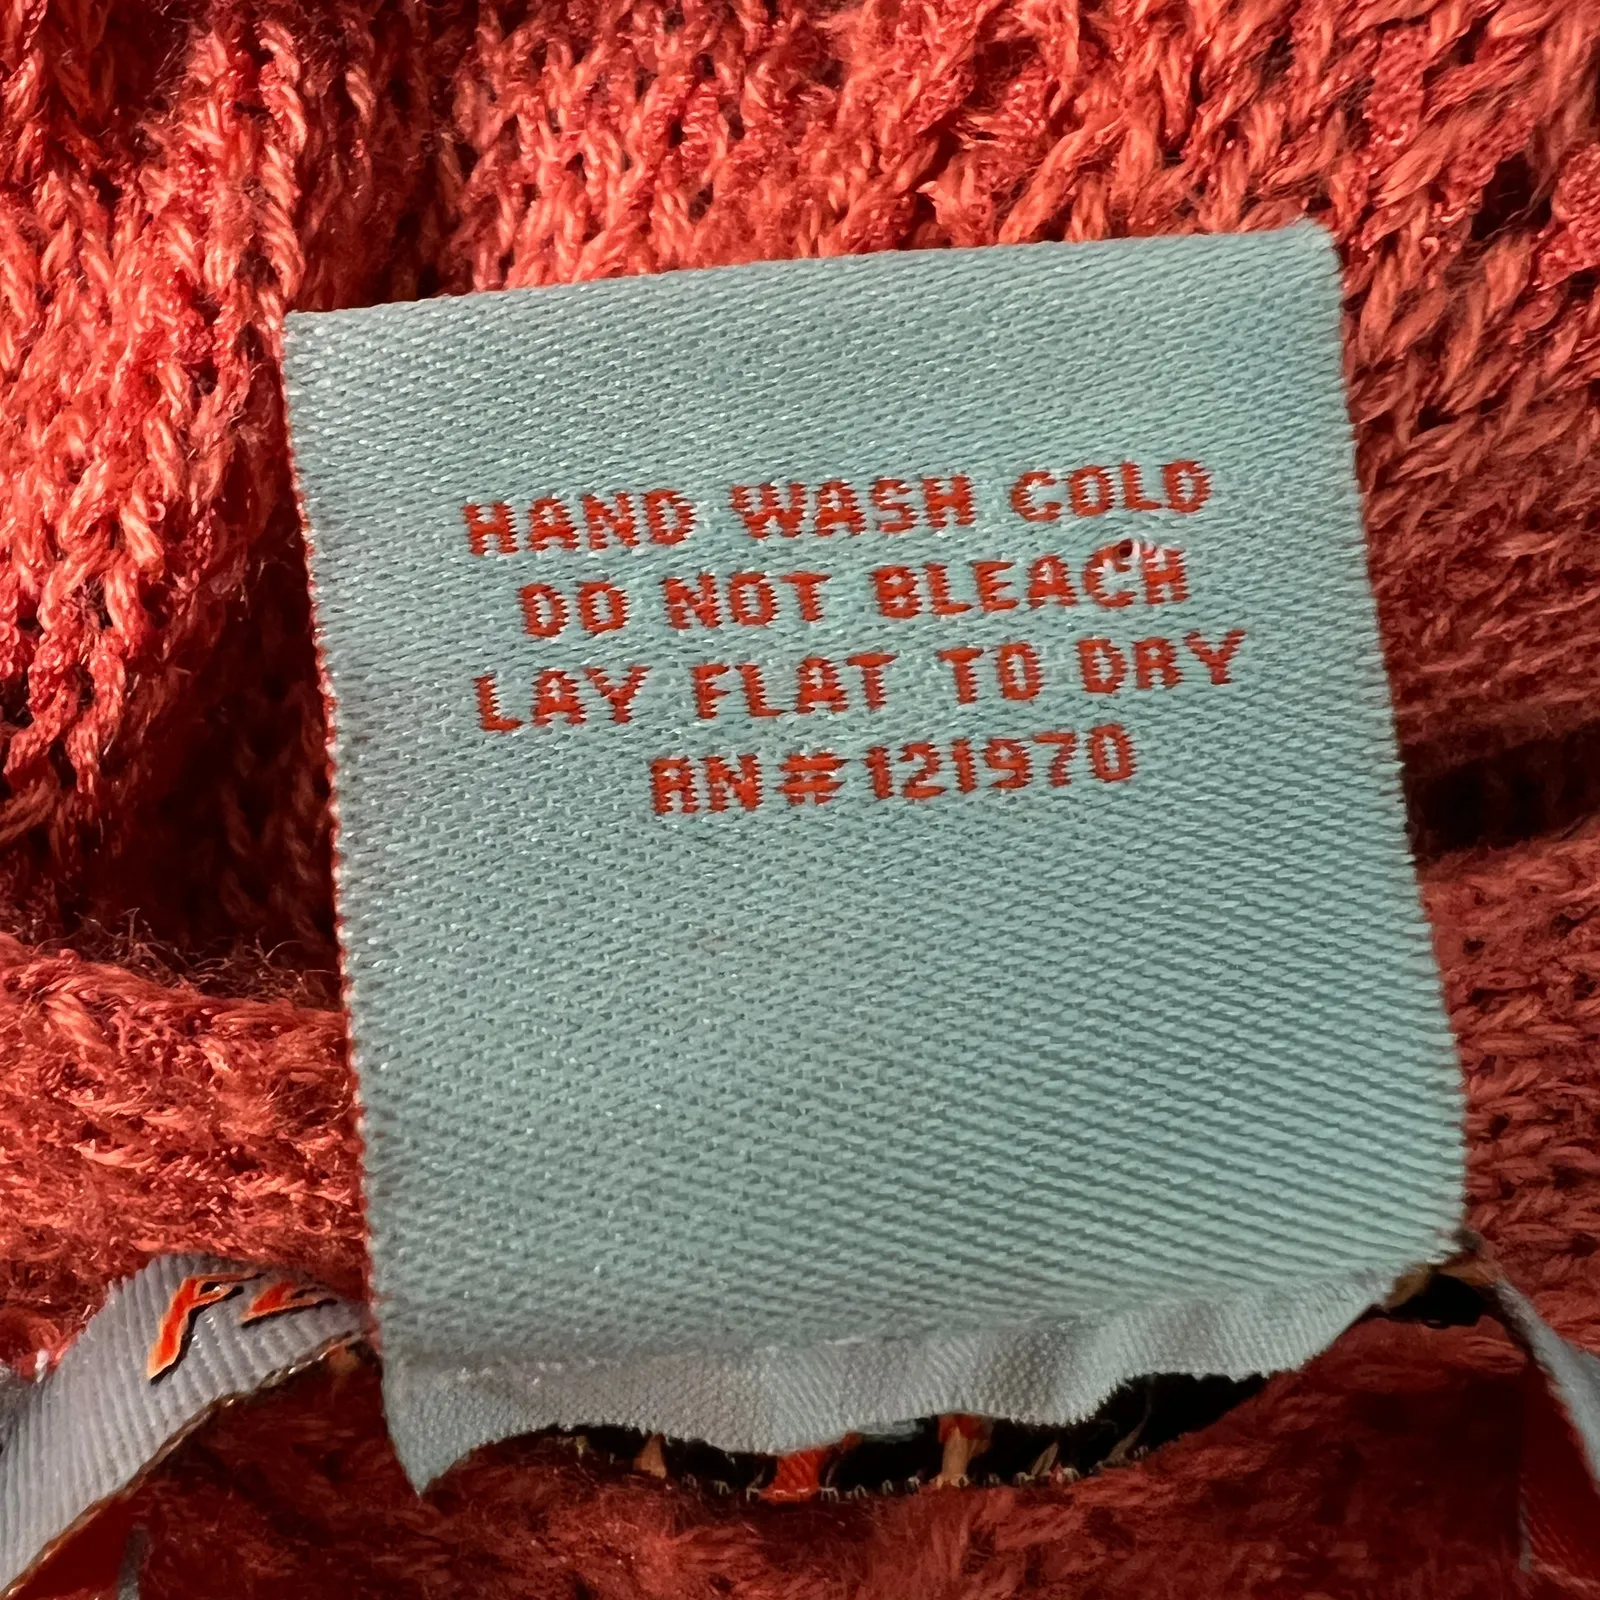 HAND WASH COLD
DO NOT BLEACH
LAY FLAT TO DRY
RN#121970